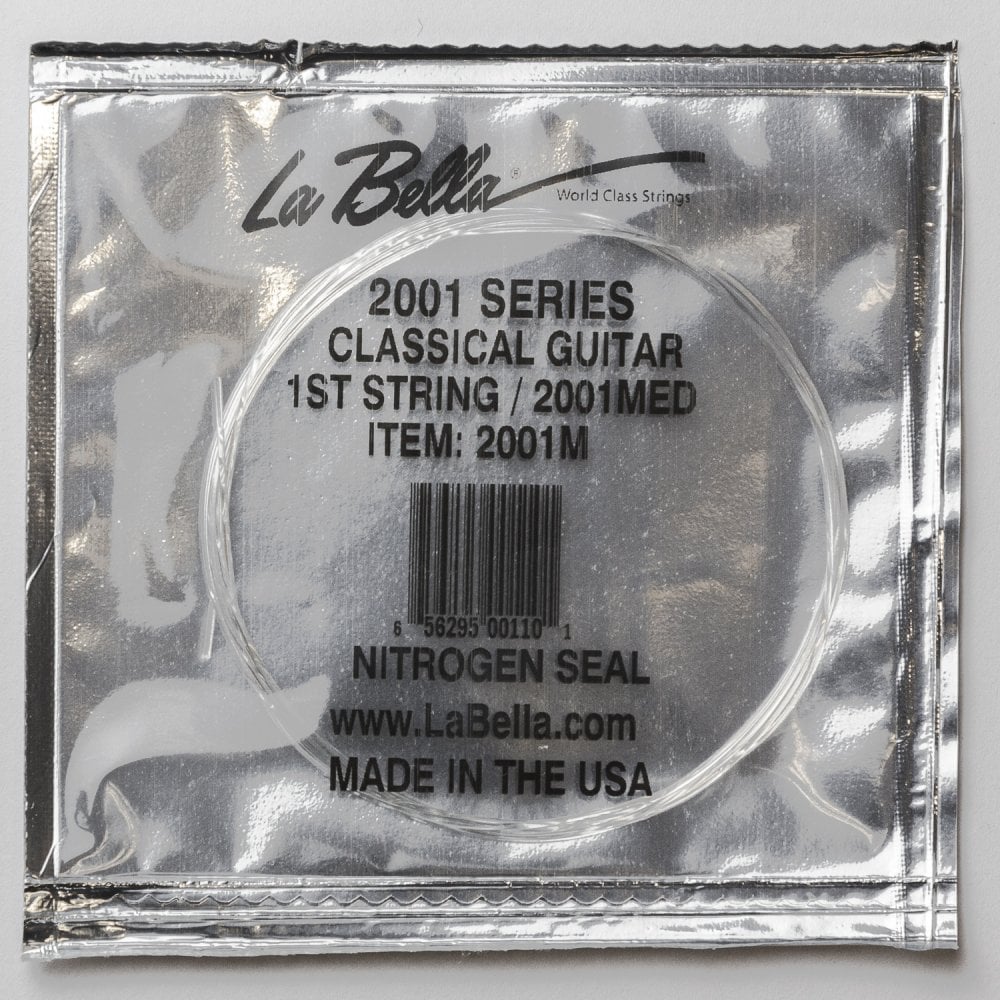 La Bella® World Class Strings
2001 SERIES
CLASSICAL GUITAR
1ST STRING / 2001MED
ITEM: 2001M
6 56295 00110 1
NITROGEN SEAL
www.LaBella.com
MADE IN THE USA